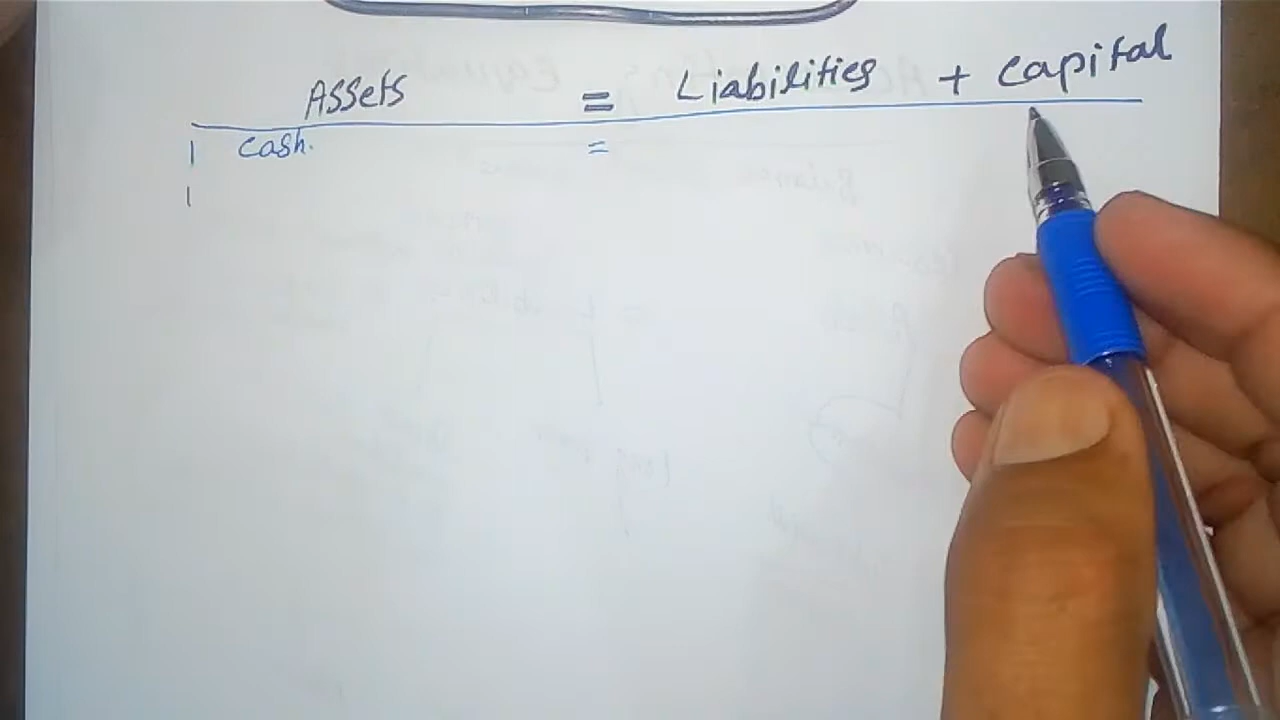 Assets = Liabilities + Capital
| Cash. =
|